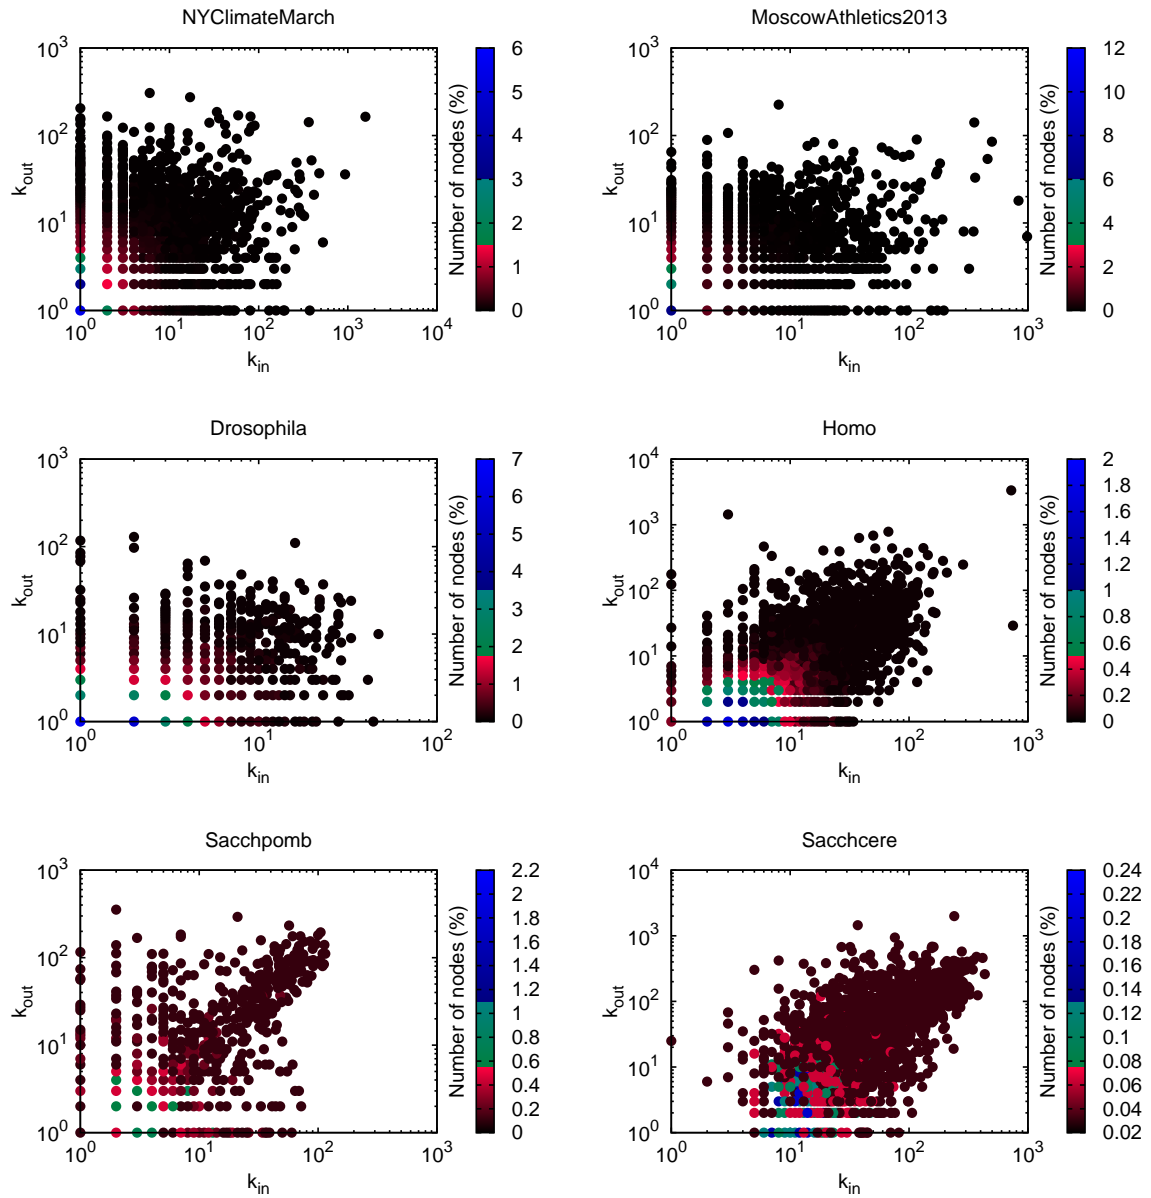 NYClimateMarch
k_out
10^3
10^2
10^1
10^0
10^0 10^1 10^2 10^3 10^4
k_in
Number of nodes (%)
6
5
4
3
2
1
0
MoscowAthletics2013
k_out
10^3
10^2
10^1
10^0
10^0 10^1 10^2 10^3
k_in
Number of nodes (%)
12
10
8
6
4
2
0
Drosophila
k_out
10^3
10^2
10^1
10^0
10^0 10^1 10^2
k_in
Number of nodes (%)
7
6
5
4
3
2
1
0
Homo
k_out
10^4
10^3
10^2
10^1
10^0
10^0 10^1 10^2 10^3
k_in
Number of nodes (%)
2
1.8
1.6
1.4
1.2
1
0.8
0.6
0.4
0.2
0
Sacchpomb
k_out
10^3
10^2
10^1
10^0
10^0 10^1 10^2 10^3
k_in
Number of nodes (%)
2.2
1.8
1.6
1.4
1.2
1
0.8
0.6
0.4
0.2
0
Sacchcere
k_out
10^4
10^3
10^2
10^1
10^0
10^0 10^1 10^2 10^3
k_in
Number of nodes (%)
0.24
0.22
0.18
0.16
0.14
0.13
0.1
0.08
0.06
0.04
0.02